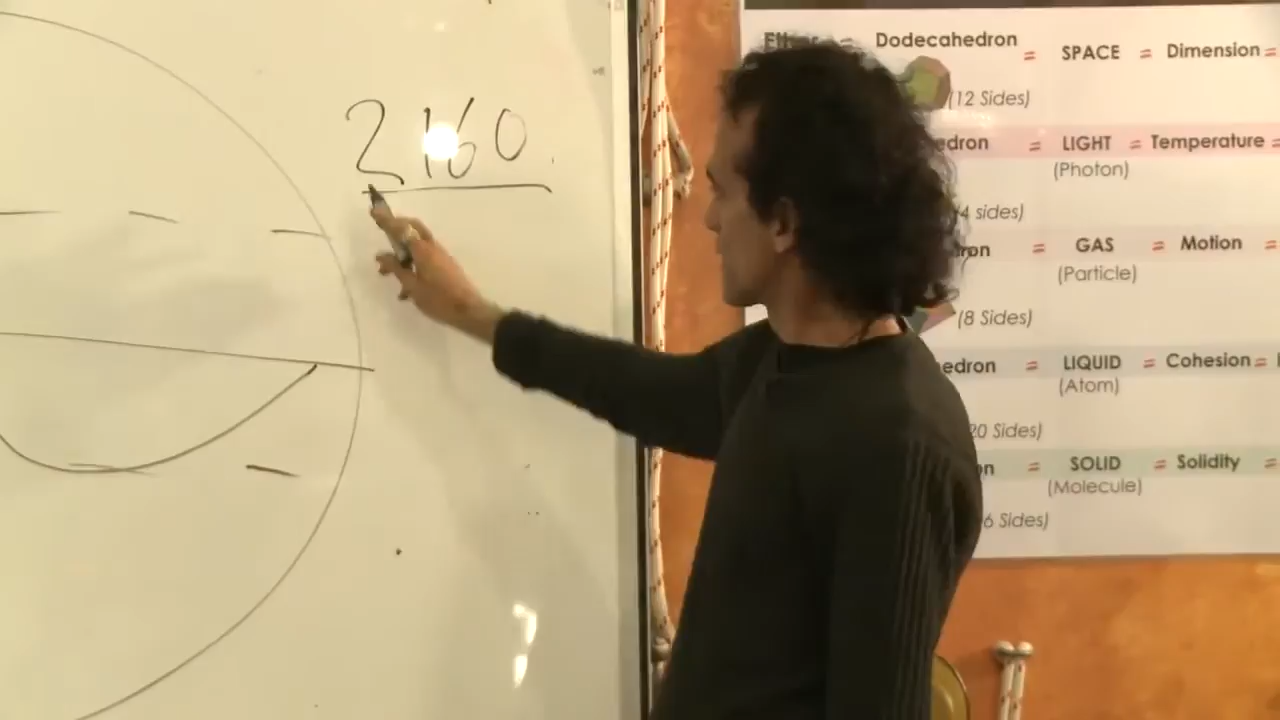 2160
Ether = Dodecahedron = SPACE = Dimension =
(12 Sides)
edron = LIGHT = Temperature =
(Photon)
4 sides)
ron = GAS = Motion =
(Particle)
(8 Sides)
edron = LIQUID = Cohesion =
(Atom)
20 Sides)
on = SOLID = Solidity =
(Molecule)
6 Sides)